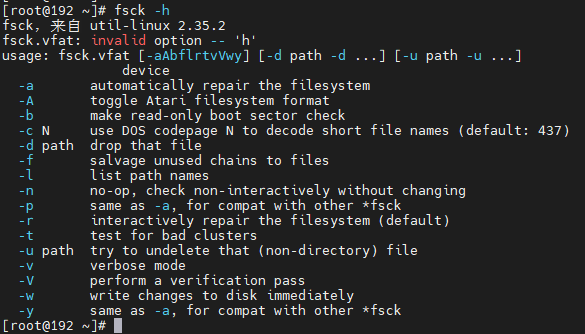 [root@192 ~]# fsck -h
fsck，来自 util-linux 2.35.2
fsck.vfat: invalid option -- 'h'
usage: fsck.vfat [-aAbflrtvVwy] [-d path -d ...] [-u path -u ...]
               device
  -a       automatically repair the filesystem
  -A       toggle Atari filesystem format
  -b       make read-only boot sector check
  -c N     use DOS codepage N to decode short file names (default: 437)
  -d path  drop that file
  -f       salvage unused chains to files
  -l       list path names
  -n       no-op, check non-interactively without changing
  -p       same as -a, for compat with other *fsck
  -r       interactively repair the filesystem (default)
  -t       test for bad clusters
  -u path  try to undelete that (non-directory) file
  -v       verbose mode
  -V       perform a verification pass
  -w       write changes to disk immediately
  -y       same as -a, for compat with other *fsck
[root@192 ~]#